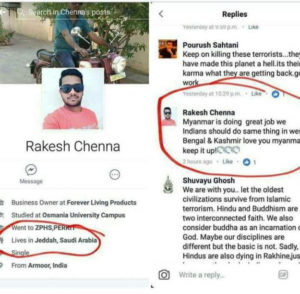 Search in Chenna's posts
Rakesh Chenna
Message
Business Owner at Forever Living Products
Studied at Osmania University Campus
Went to ZPHS,PERKIT
Lives in Jeddah, Saudi Arabia
Single
From Armoor, India
Replies
Yesterday at 9:59 p.m. • Like
Pourush Sahtani
Keep on killing these terrorists...they
have made this planet a hell.its their
karma what they are getting back.g
work
Yesterday at 10:29 p.m. • Like • 1
Rakesh Chenna
Myanmar is doing great job we
Indians should do same thing in wes
Bengal & Kashmir love you myanma
keep it up!
2 hours ago • Like • 1
Shuvayu Ghosh
We are with you.. let the oldest
civilizations survive from Islamic
terrorism. Hindu and Buddhism are
two interconnected faith. We also
consider buddha as an incarnation o
God. Maybe our disciplines are
different but the basic is not. Sadly,
Hindus are also dying in Rakhine,jus
Write a reply...